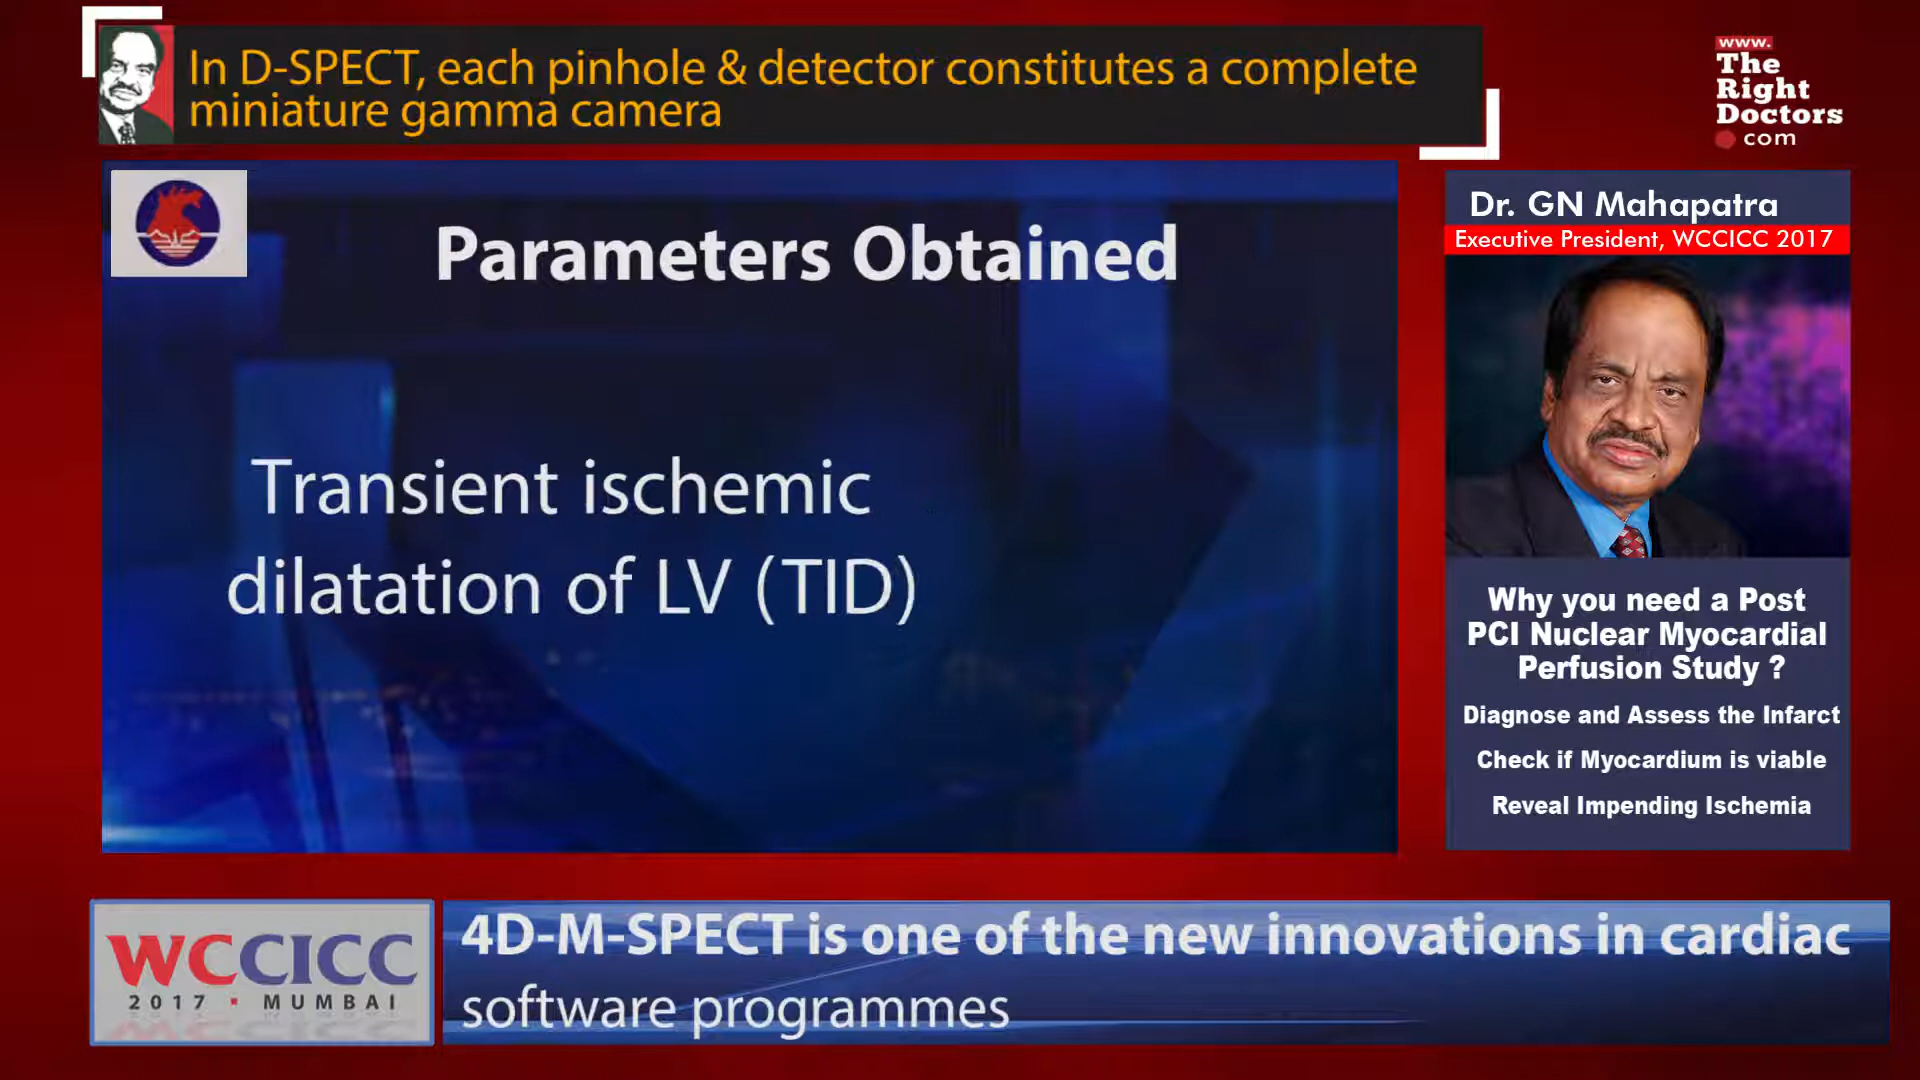 In D-SPECT, each pinhole & detector constitutes a complete
miniature gamma camera
www.
The
Right
Doctors
com
Parameters Obtained
Transient ischemic
dilatation of LV (TID)
Dr. GN Mahapatra
Executive President, WCCICC 2017
Why you need a Post
PCI Nuclear Myocardial
Perfusion Study ?
Diagnose and Assess the Infarct
Check if Myocardium is viable
Reveal Impending Ischemia
WCCICC
2017 • MUMBAI
4D-M-SPECT is one of the new innovations in cardiac
software programmes